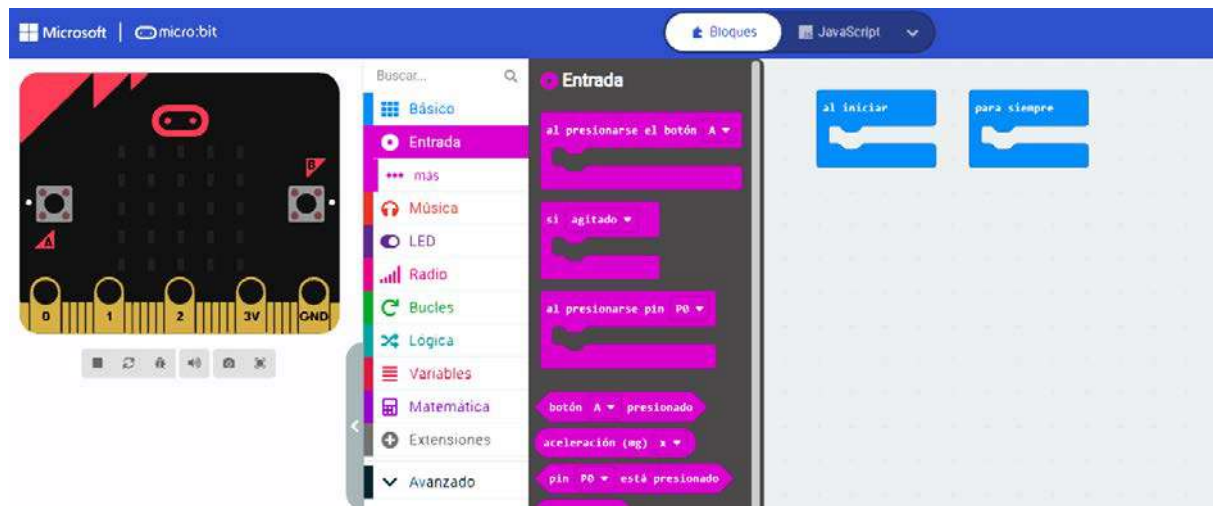 Microsoft | micro:bit
Bloques
JavaScript
B
A
0 1 2 3V GND
Buscar...
Básico
Entrada
••• más
Música
LED
Radio
Bucles
Lógica
Variables
Matemática
Extensiones
Avanzado
Entrada
al presionarse el botón A
si agitado
al presionarse pin P0
botón A presionado
aceleración (mg) x
pin P0 está presionado
al iniciar
para siempre